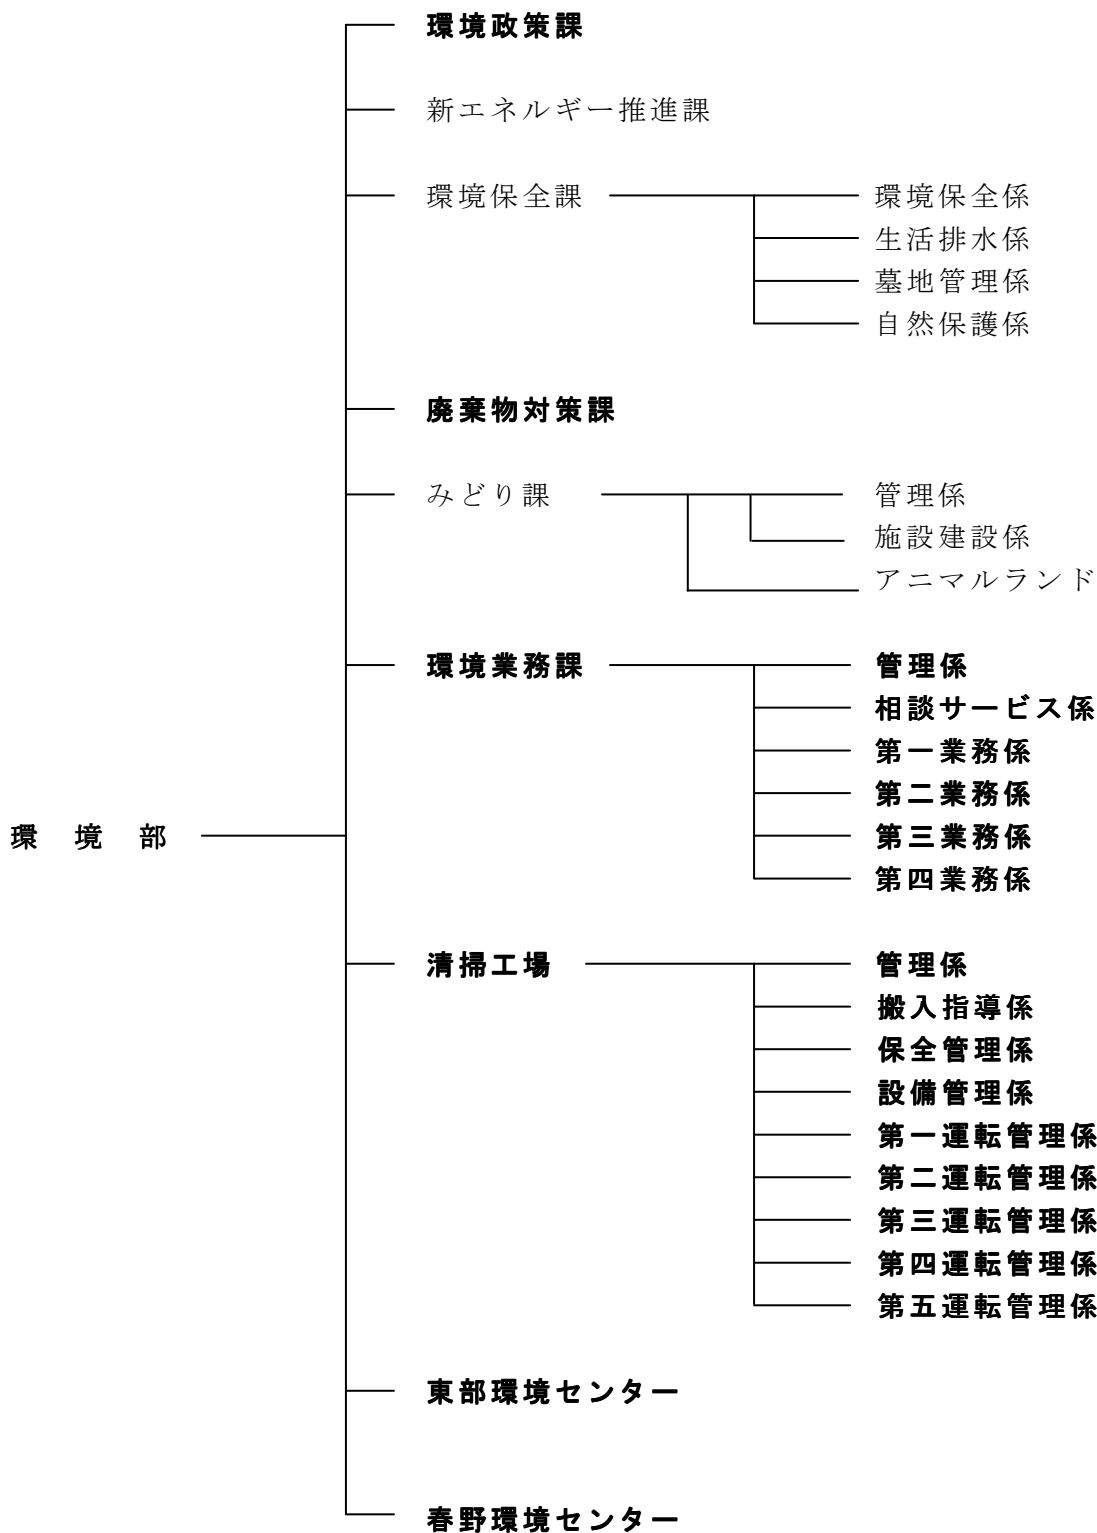 環境政策課
新エネルギー推進課
環境保全課 環境保全係
生活排水係
墓地管理係
自然保護係
廃棄物対策課
みどり課 管理係
施設建設係
アニマルランド
環境業務課 管理係
相談サービス係
第一業務係
第二業務係
第三業務係
環 境 部
第四業務係
清掃工場 管理係
搬入指導係
保全管理係
設備管理係
第一運転管理係
第二運転管理係
第三運転管理係
第四運転管理係
第五運転管理係
東部環境センター
春野環境センター